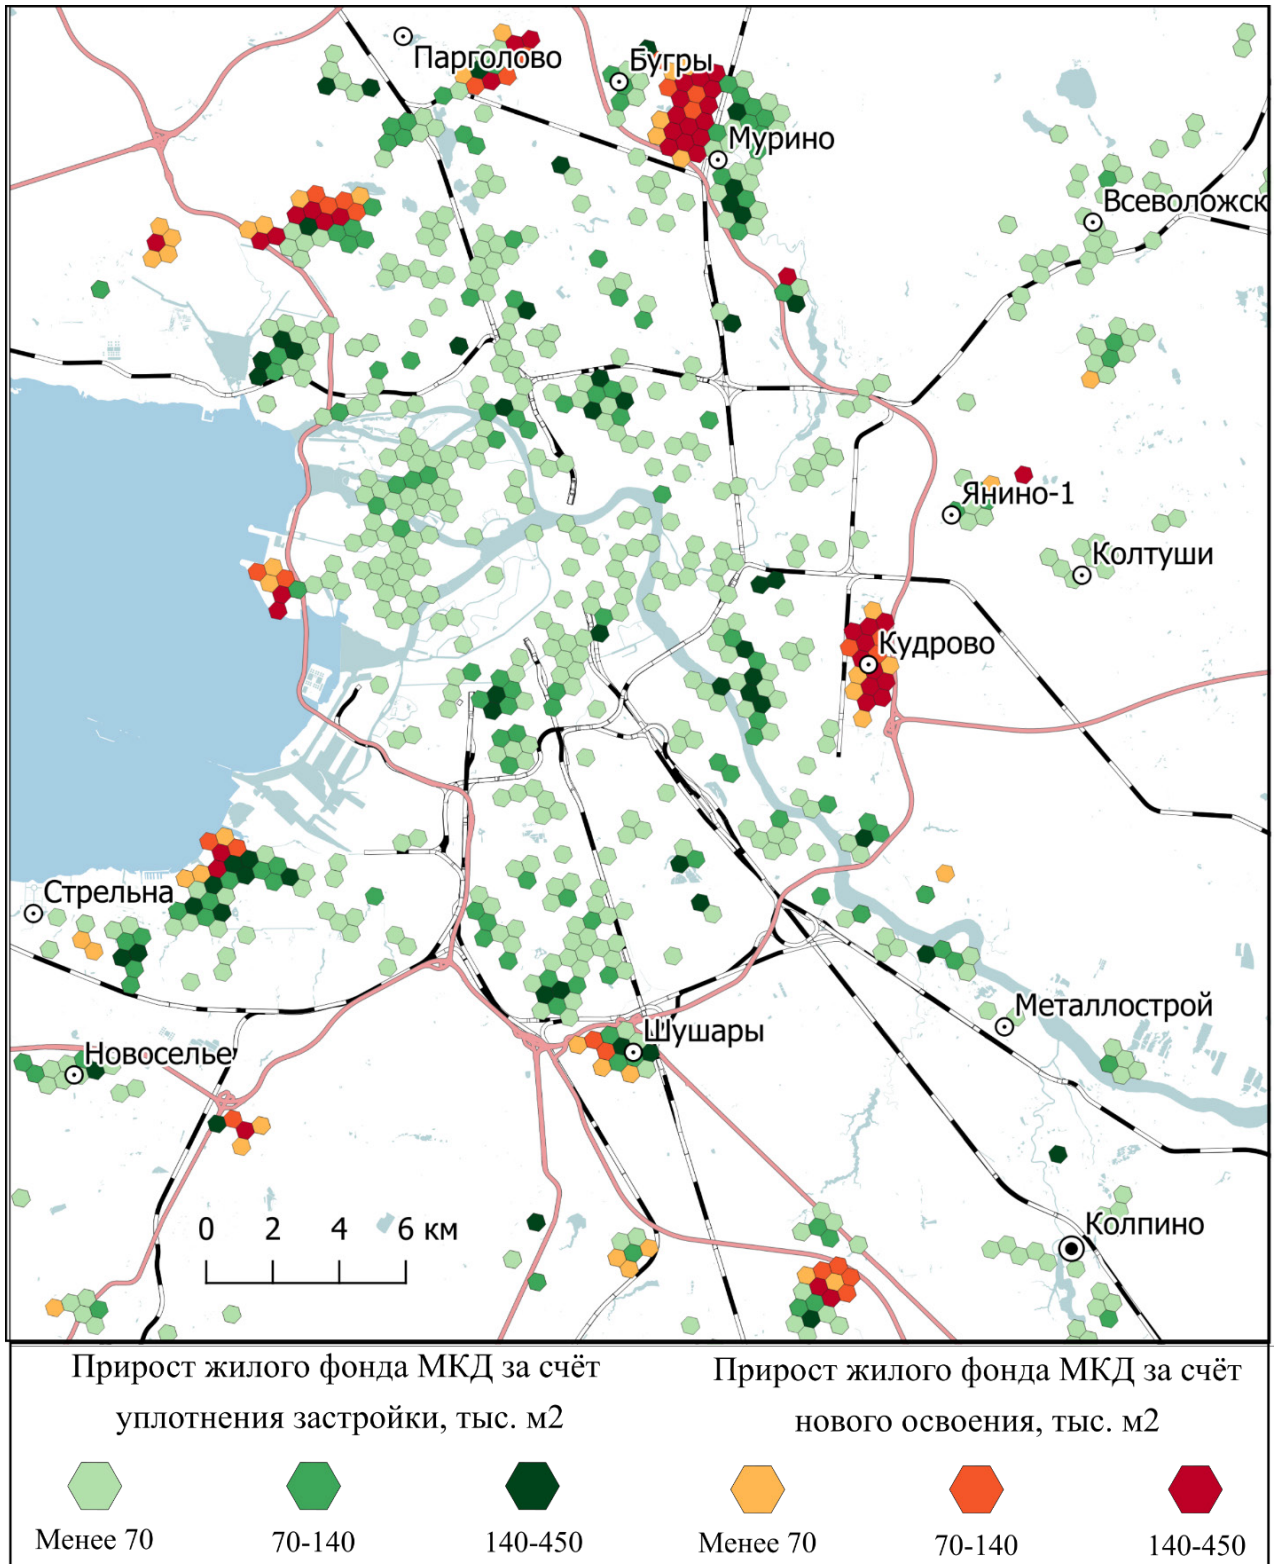 Парголово
Бугры
Мурино
Всеволожск
Янино-1
Колтуши
Кудрово
Стрельна
Металлострой
Шушары
Новоселье
Колпино
0 2 4 6 км
Прирост жилого фонда МКД за счёт
уплотнения застройки, тыс. м2
Менее 70 70-140 140-450
Прирост жилого фонда МКД за счёт
нового освоения, тыс. м2
Менее 70 70-140 140-450